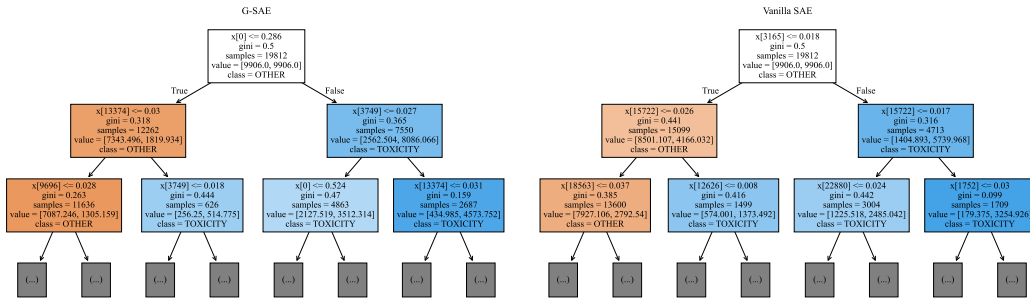 G-SAE
x[0] <= 0.286
gini = 0.5
samples = 19812
value = [9906.0, 9906.0]
class = OTHER
True
False
x[13374] <= 0.03
gini = 0.318
samples = 12262
value = [7343.496, 1819.934]
class = OTHER
x[3749] <= 0.027
gini = 0.365
samples = 7550
value = [2562.504, 8086.066]
class = TOXICITY
x[9696] <= 0.028
gini = 0.263
samples = 11636
value = [7087.246, 1305.159]
class = OTHER
x[3749] <= 0.018
gini = 0.444
samples = 626
value = [256.25, 514.775]
class = TOXICITY
x[0] <= 0.524
gini = 0.47
samples = 4863
value = [2127.519, 3512.314]
class = TOXICITY
x[13374] <= 0.031
gini = 0.159
samples = 2687
value = [434.985, 4573.752]
class = TOXICITY
(...)
(...)
(...)
(...)
(...)
(...)
(...)
(...)
Vanilla SAE
x[3165] <= 0.018
gini = 0.5
samples = 19812
value = [9906.0, 9906.0]
class = OTHER
True
False
x[15722] <= 0.026
gini = 0.441
samples = 15099
value = [8501.107, 4166.032]
class = OTHER
x[15722] <= 0.017
gini = 0.316
samples = 4713
value = [1404.893, 5739.968]
class = TOXICITY
x[18563] <= 0.037
gini = 0.385
samples = 13600
value = [7927.106, 2792.54]
class = OTHER
x[12626] <= 0.008
gini = 0.416
samples = 1499
value = [574.001, 1373.492]
class = TOXICITY
x[22880] <= 0.024
gini = 0.442
samples = 3004
value = [1225.518, 2485.042]
class = TOXICITY
x[1752] <= 0.03
gini = 0.099
samples = 1709
value = [179.375, 3254.926]
class = TOXICITY
(...)
(...)
(...)
(...)
(...)
(...)
(...)
(...)